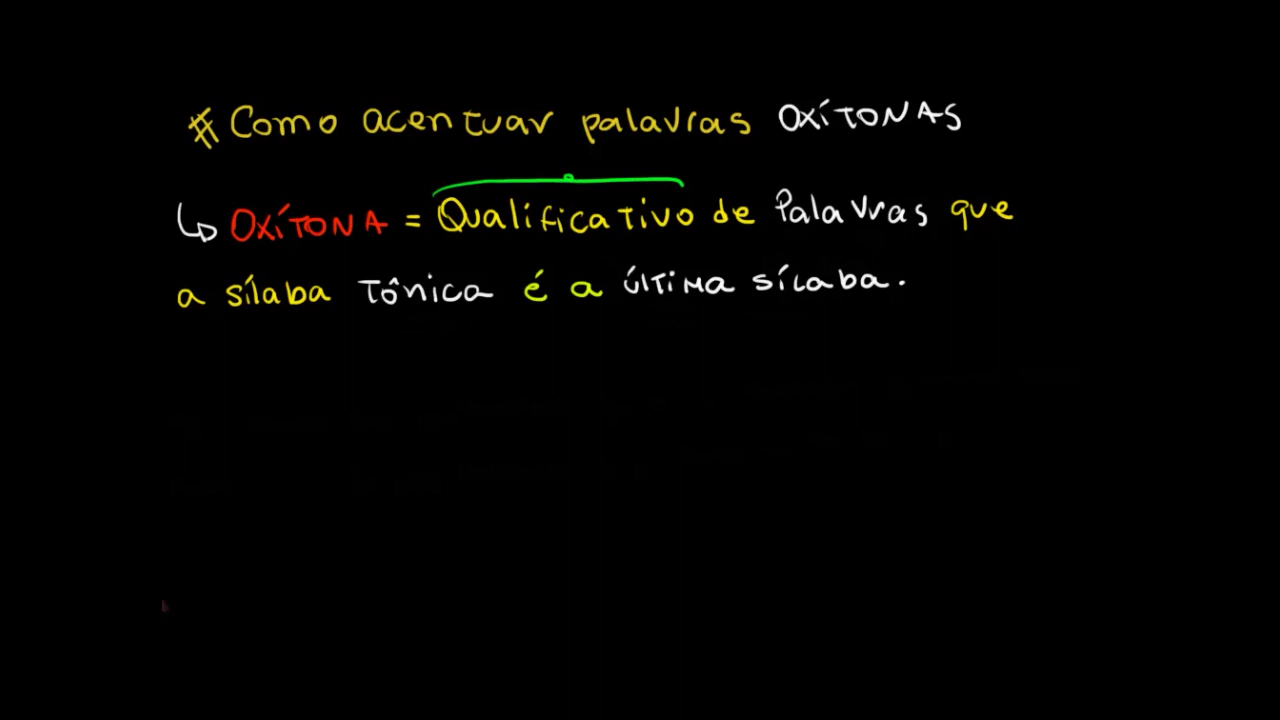 # Como acentuar palavras OXÍTONAS
↳ OXÍTONA = Qualificativo de Palavras que
a sílaba Tônica é a última sílaba.